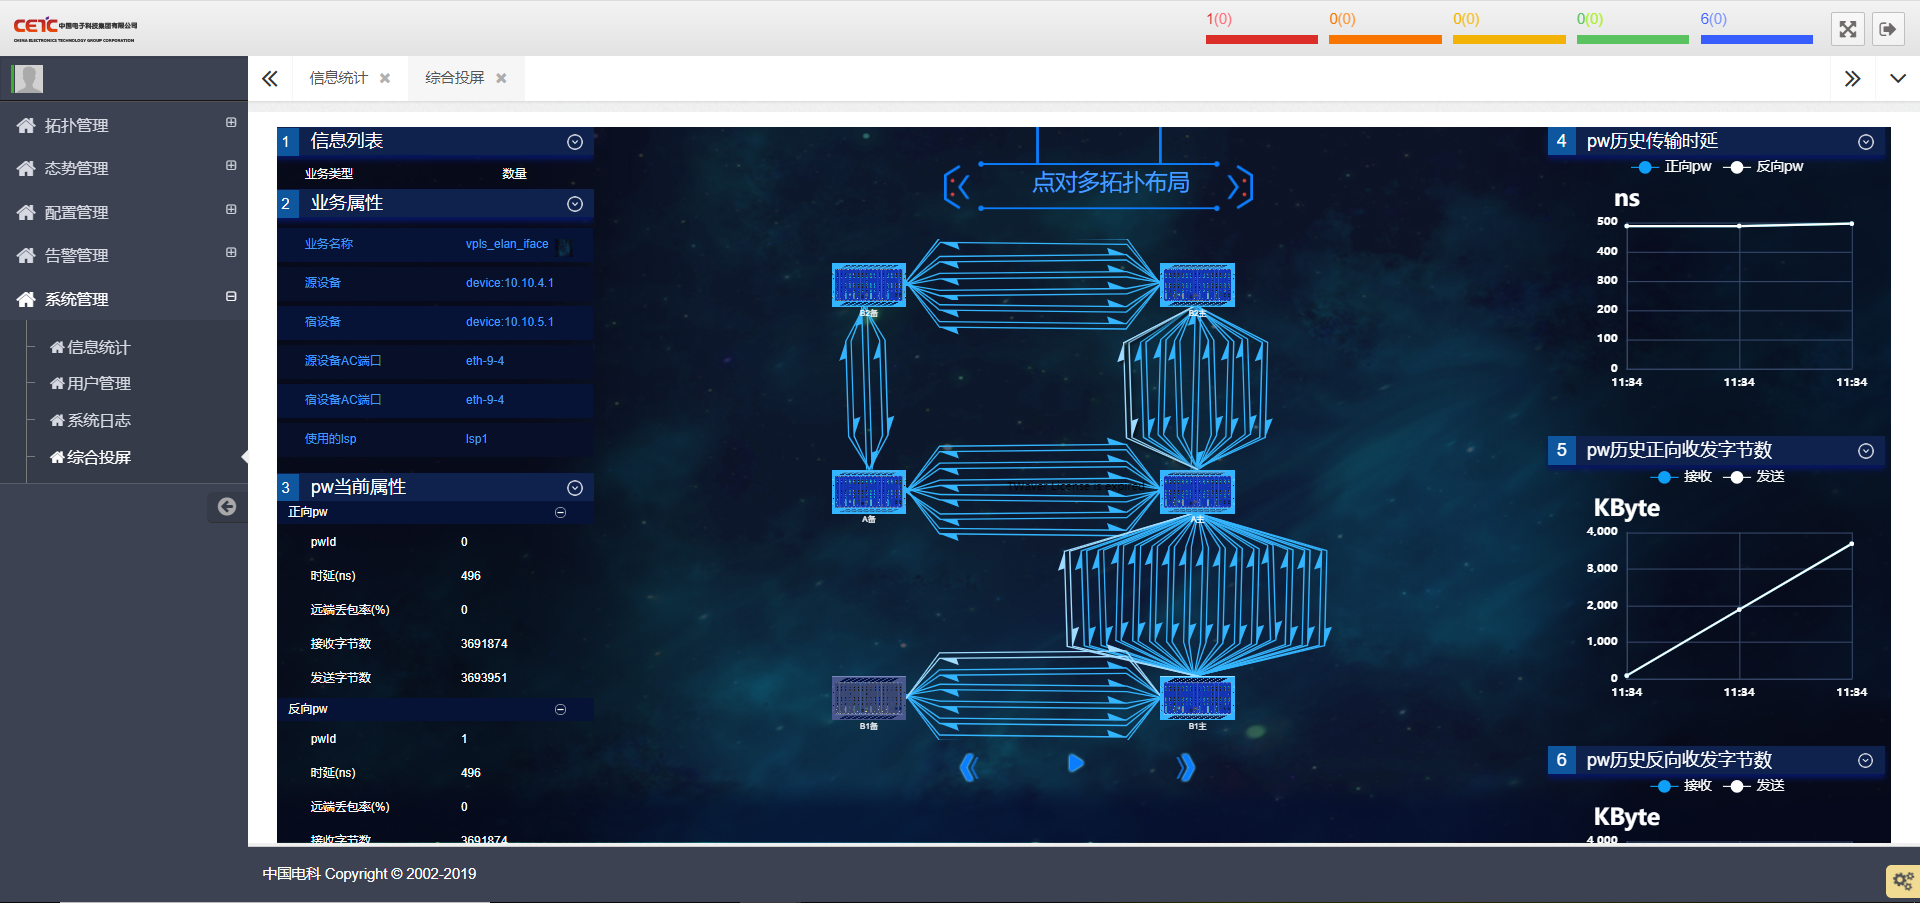 CETC 中国电子科技集团有限公司
CHINA ELECTRONICS TECHNOLOGY GROUP CORPORATION
1(0) 0(0) 0(0) 0(0) 6(0)
信息统计 综合投屏
拓扑管理
态势管理
配置管理
告警管理
系统管理
信息统计
用户管理
系统日志
综合投屏
1 信息列表
业务类型 数量
2 业务属性
业务名称 vpls_elan_iface
源设备 device:10.10.4.1
宿设备 device:10.10.5.1
源设备AC端口 eth-9-4
宿设备AC端口 eth-9-4
使用的lsp lsp1
3 pw当前属性
正向pw
pwId 0
时延(ns) 496
远端丢包率(%) 0
接收字节数 3691874
发送字节数 3693951
反向pw
pwId 1
时延(ns) 496
远端丢包率(%) 0
接收字节数 3691874
点对多拓扑布局
B2备 B2主
A备 A主
B1备 B1主
4 pw历史传输时延
正向pw 反向pw
ns
500
400
300
200
100
0
11:34 11:34 11:34
5 pw历史正向收发字节数
接收 发送
KByte
4,000
3,000
2,000
1,000
0
11:34 11:34 11:34
6 pw历史反向收发字节数
接收 发送
KByte
4,000
中国电科 Copyright © 2002-2019